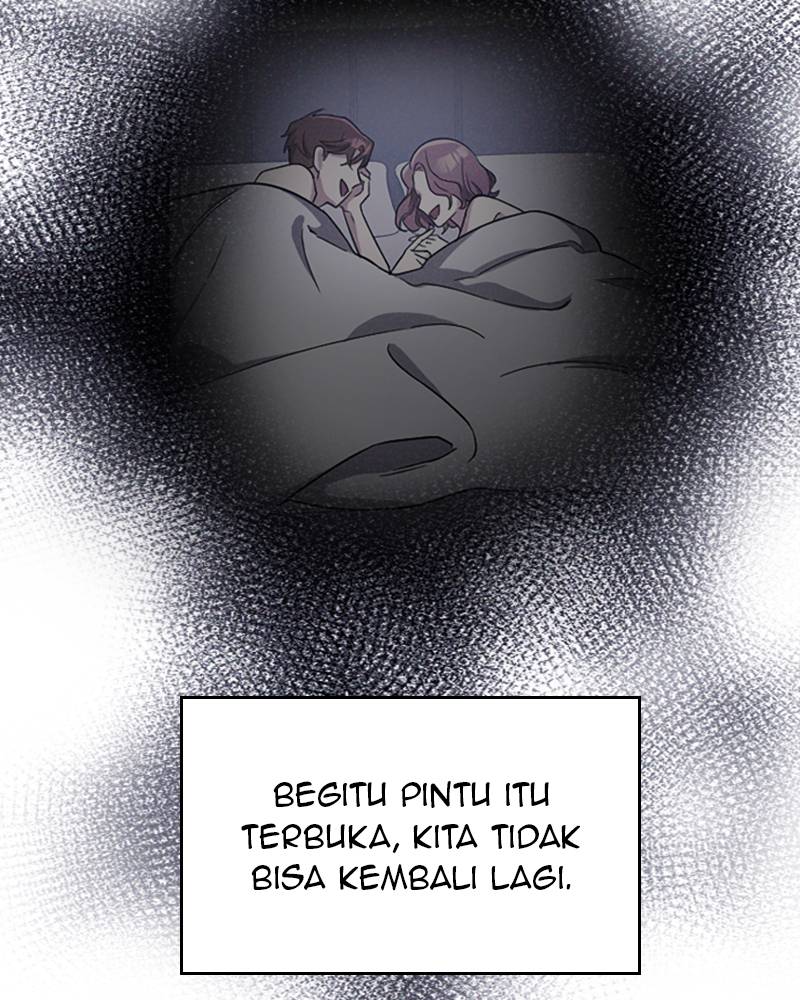 BEGITU PINTU ITU
TERBUKA, KITA TIDAK
BISA KEMBALI LAGI.